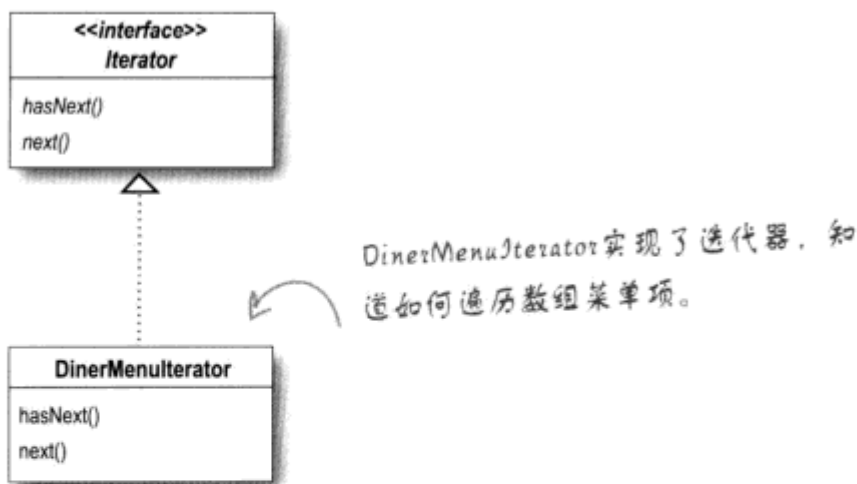 <<interface>>
Iterator
hasNext()
next()
DinerMenuIterator实现了迭代器，知
道如何遍历数组菜单项。
DinerMenuIterator
hasNext()
next()